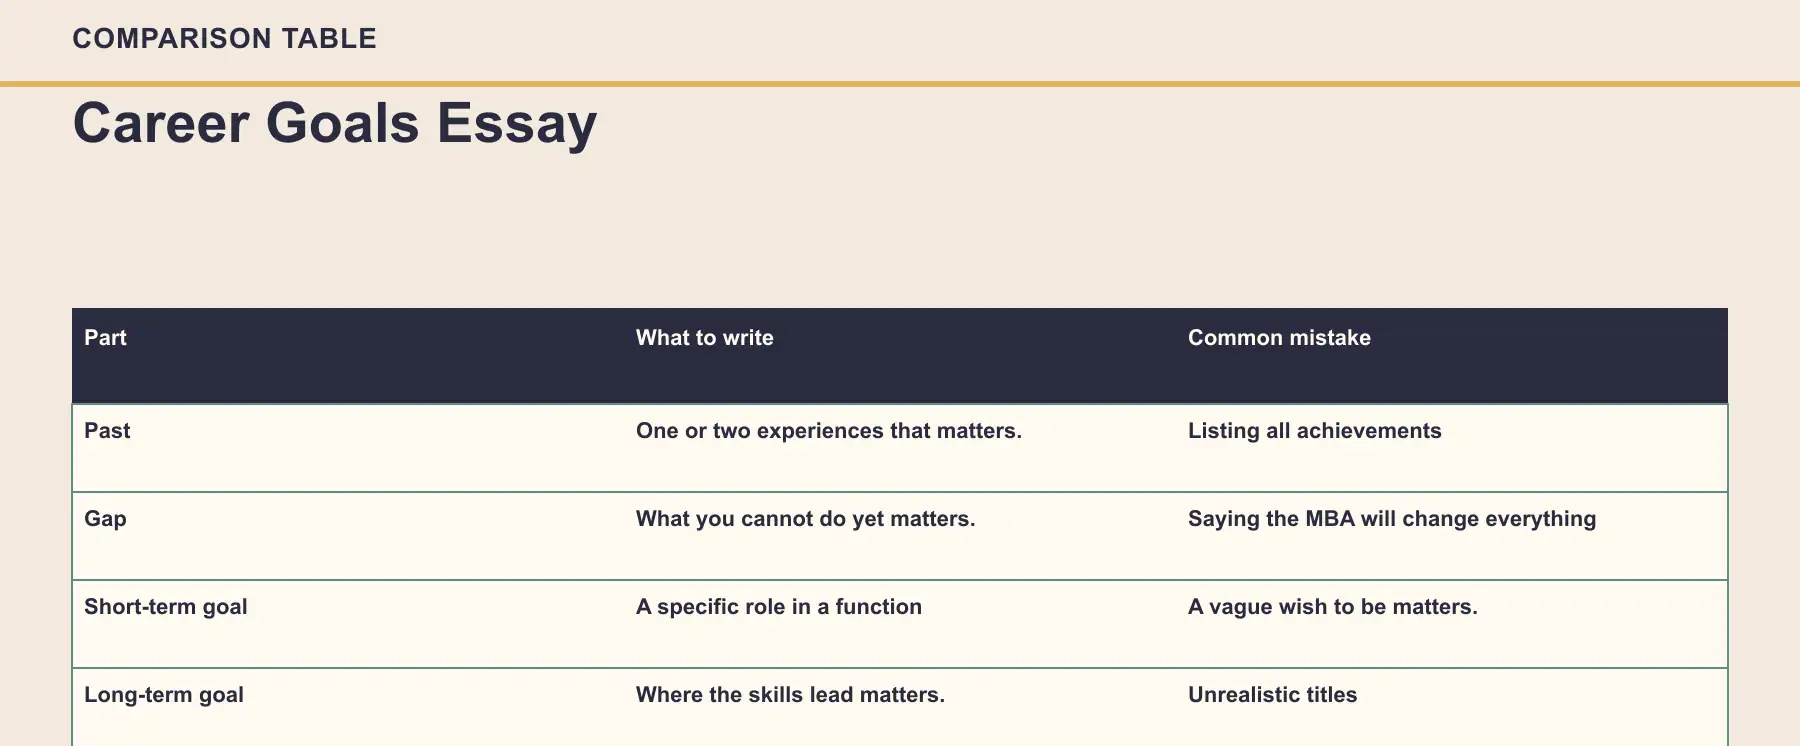 COMPARISON TABLE
Career Goals Essay
Part What to write Common mistake
Past One or two experiences that matters. Listing all achievements
Gap What you cannot do yet matters. Saying the MBA will change everything
Short-term goal A specific role in a function A vague wish to be matters.
Long-term goal Where the skills lead matters. Unrealistic titles